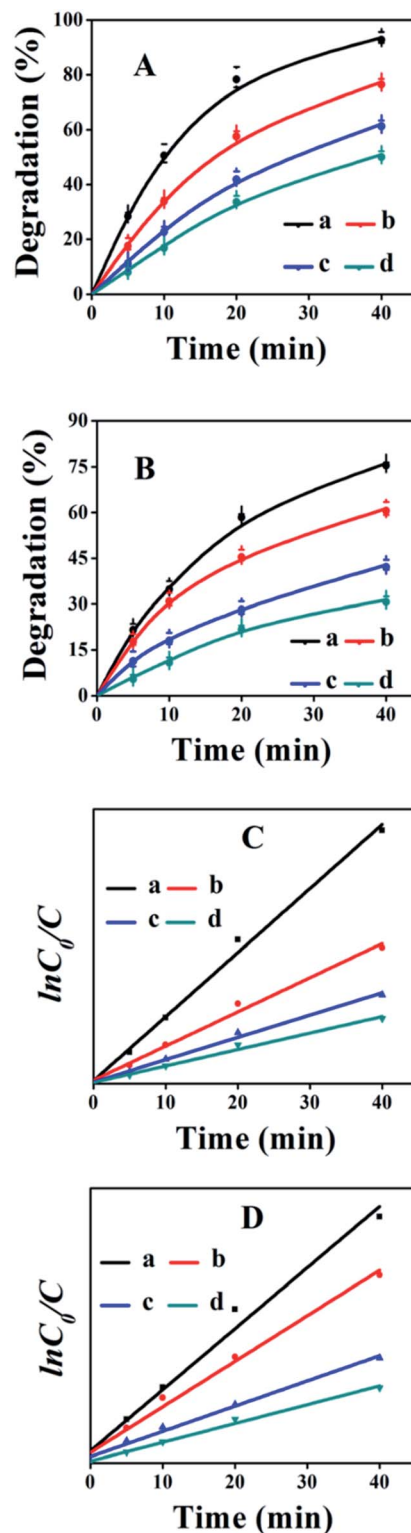 A
Degradation (%)
100
80
60
40
20
0
a b
c d
0 10 20 30 40
Time (min)
B
Degradation (%)
90
75
60
45
30
15
0
a b
c d
0 10 20 30 40
Time (min)
C
lnC₀/C
a b
c d
0 10 20 30 40
Time (min)
D
lnC₀/C
a b
c d
0 10 20 30 40
Time (min)